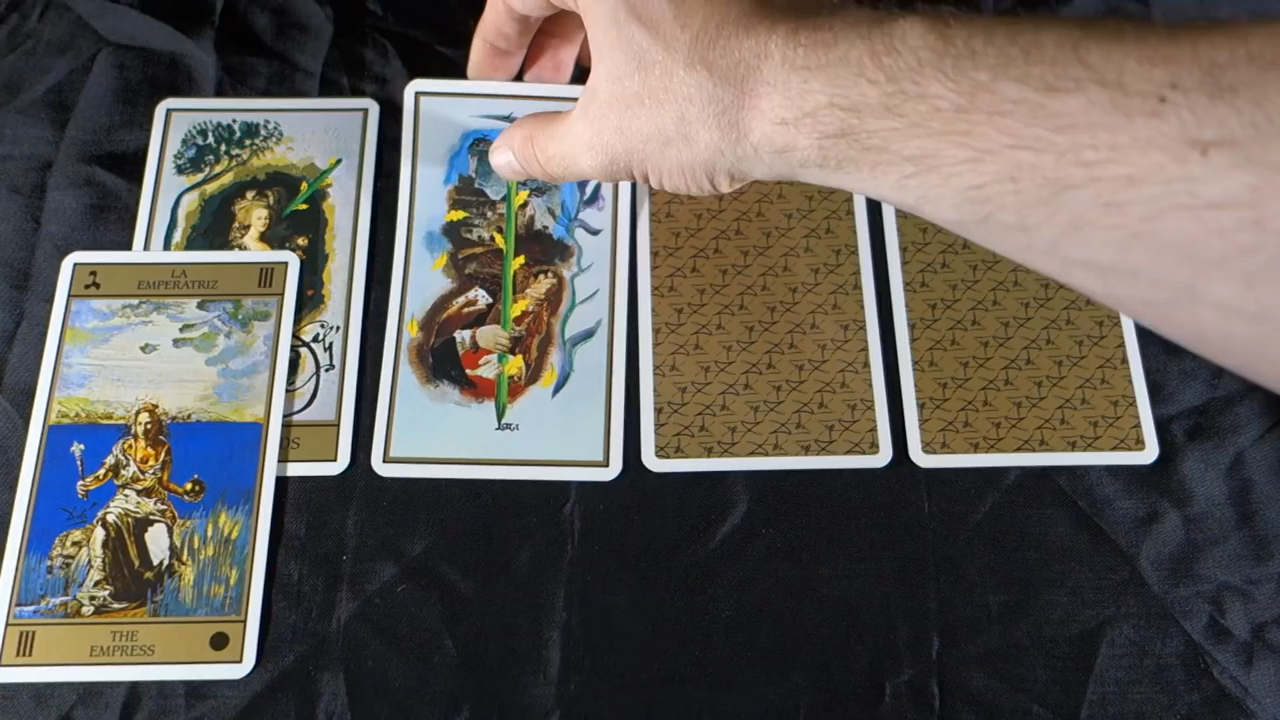 LA
EMPERATRIZ
III
III
THE
EMPRESS
DS